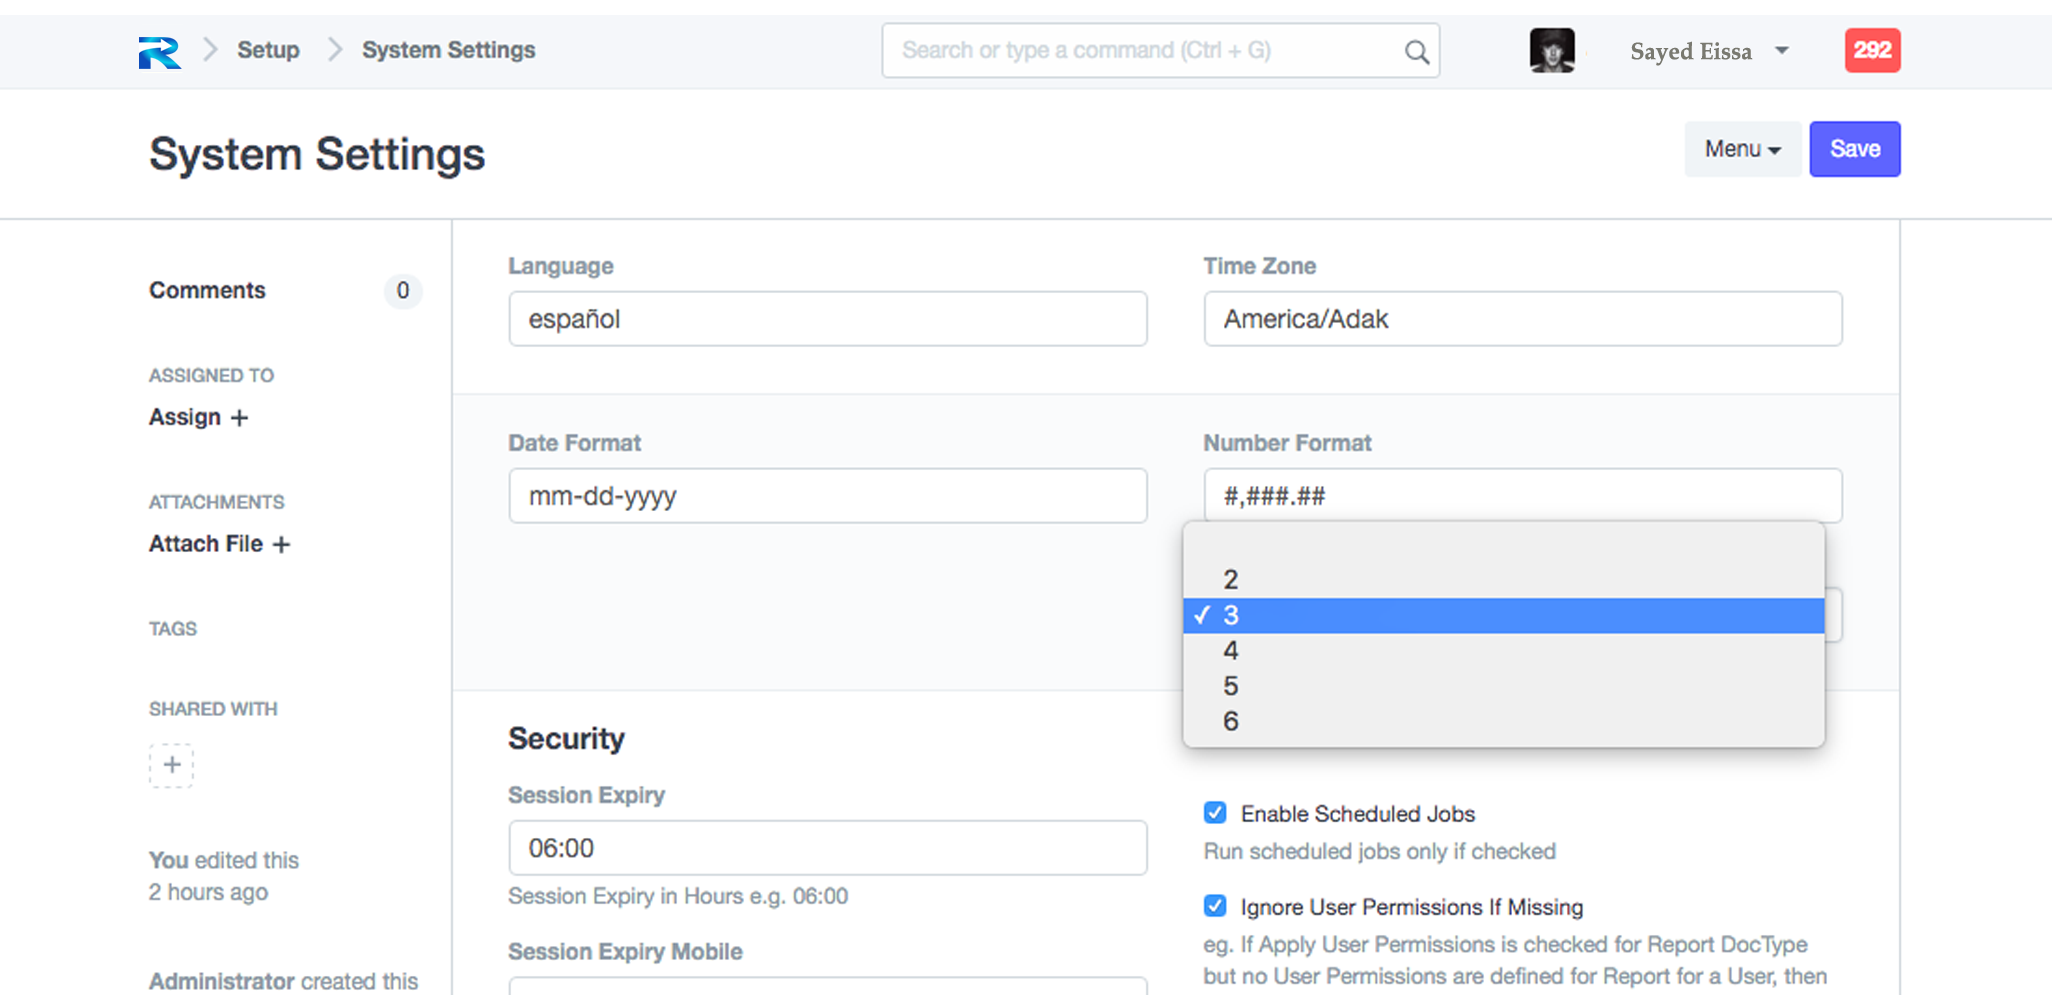 Setup
System Settings
Search or type a command (Ctrl + G)
Sayed Eissa
292
System Settings
Menu
Save
Comments
0
ASSIGNED TO
Assign +
ATTACHMENTS
Attach File +
TAGS
SHARED WITH
+
You edited this
2 hours ago
Administrator created this
Language
español
Time Zone
America/Adak
Date Format
mm-dd-yyyy
Number Format
#,###.##
2
✓ 3
4
5
6
Security
Session Expiry
06:00
Session Expiry in Hours e.g. 06:00
Session Expiry Mobile
Enable Scheduled Jobs
Run scheduled jobs only if checked
Ignore User Permissions If Missing
eg. If Apply User Permissions is checked for Report DocType
but no User Permissions are defined for Report for a User, then